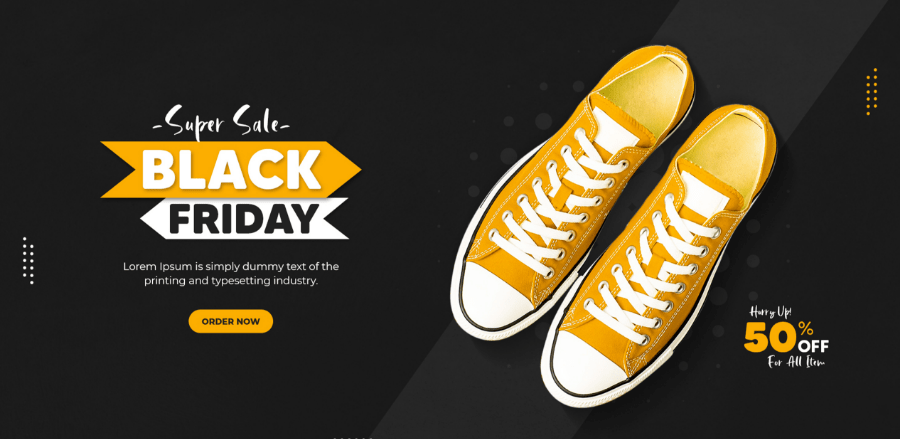 -Super Sale-
BLACK
FRIDAY
Lorem Ipsum is simply dummy text of the
printing and typesetting industry.
ORDER NOW
Hurry Up!
50%
OFF
For All Item